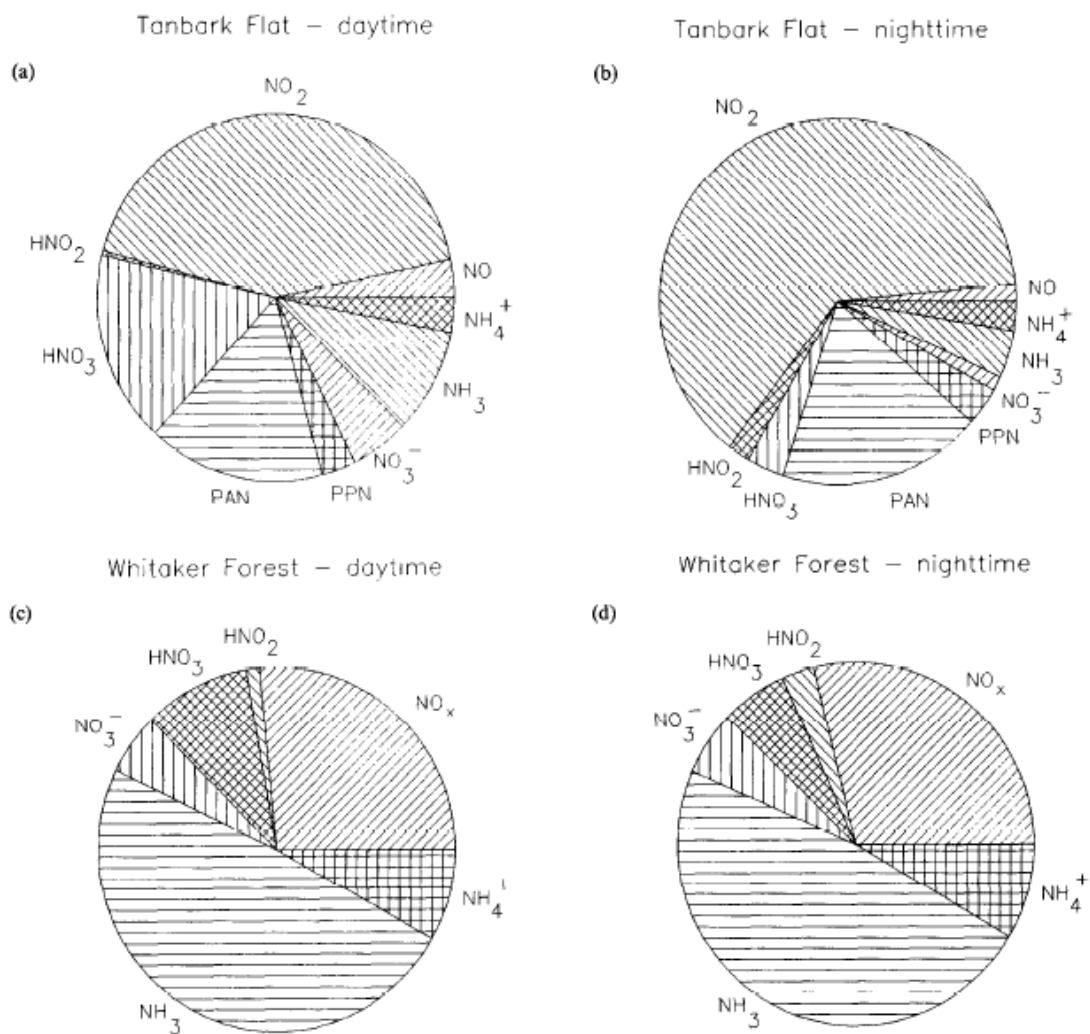 Tanbark Flat – daytime
Tanbark Flat – nighttime
(a)
(b)
NO2
HNO2
HNO3
PAN
PPN
NO3−
NH3
NH4+
NO
NO2
HNO2
HNO3
PAN
PPN
NO3−
NH3
NH4+
NO
Whitaker Forest – daytime
Whitaker Forest – nighttime
(c)
(d)
HNO2
HNO3
NO3−
NOx
NH4+
NH3
HNO2
HNO3
NO3−
NOx
NH4+
NH3